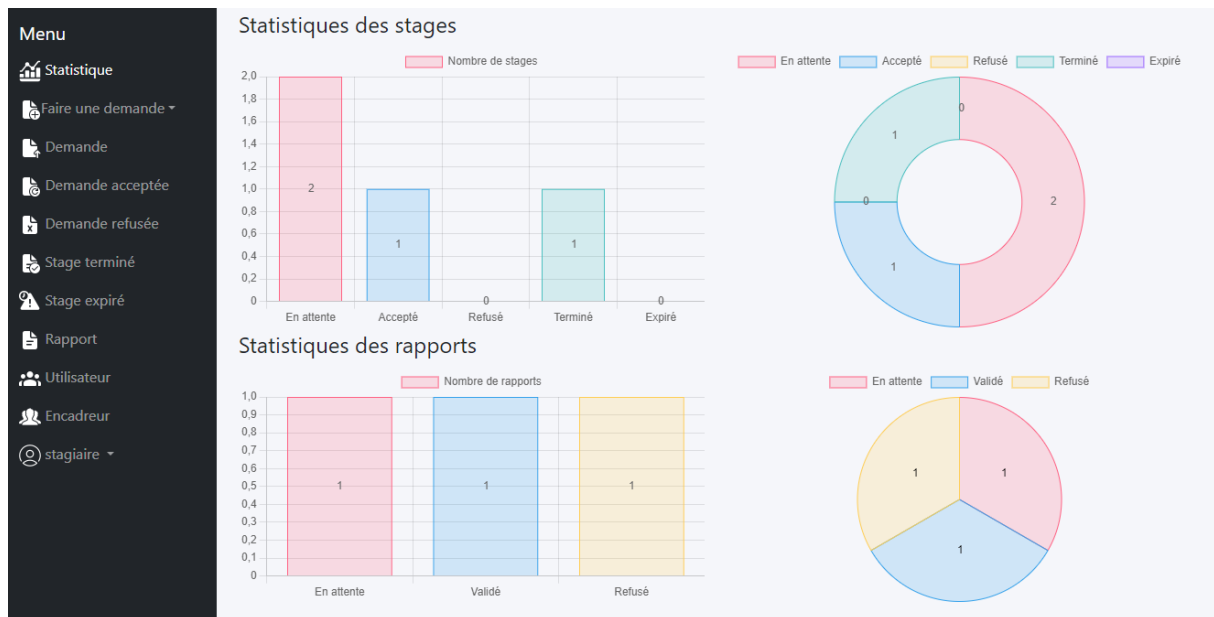 Menu
Statistique
Faire une demande
Demande
Demande acceptée
Demande refusée
Stage terminé
Stage expiré
Rapport
Utilisateur
Encadreur
stagiaire
Statistiques des stages
Nombre de stages
2,0
1,8
1,6
1,4
1,2
1,0
0,8
0,6
0,4
0,2
0
2
1
0
1
0
En attente Accepté Refusé Terminé Expiré
En attente Accepté Refusé Terminé Expiré
0
1
0
2
1
Statistiques des rapports
Nombre de rapports
1,0
0,9
0,8
0,7
0,6
0,5
0,4
0,3
0,2
0,1
0
1 1 1
En attente Validé Refusé
En attente Validé Refusé
1 1
1